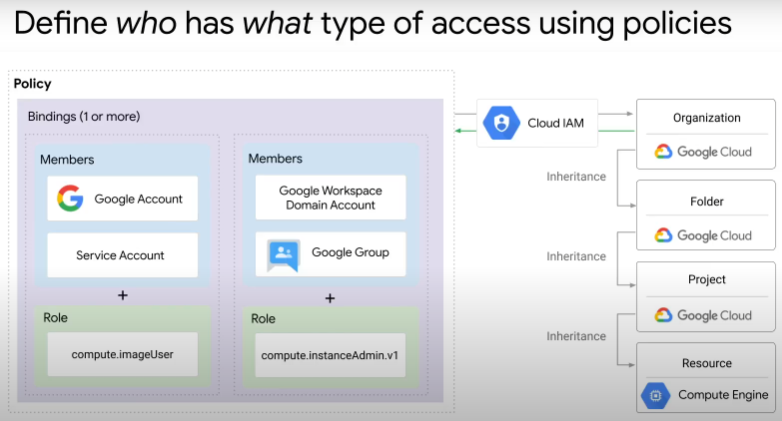 Define who has what type of access using policies
Policy
Bindings (1 or more)
Members
Google Account
Service Account
+
Role
compute.imageUser
Members
Google Workspace
Domain Account
Google Group
+
Role
compute.instanceAdmin.v1
Cloud IAM
Organization
Google Cloud
Inheritance
Folder
Google Cloud
Inheritance
Project
Google Cloud
Inheritance
Resource
Compute Engine